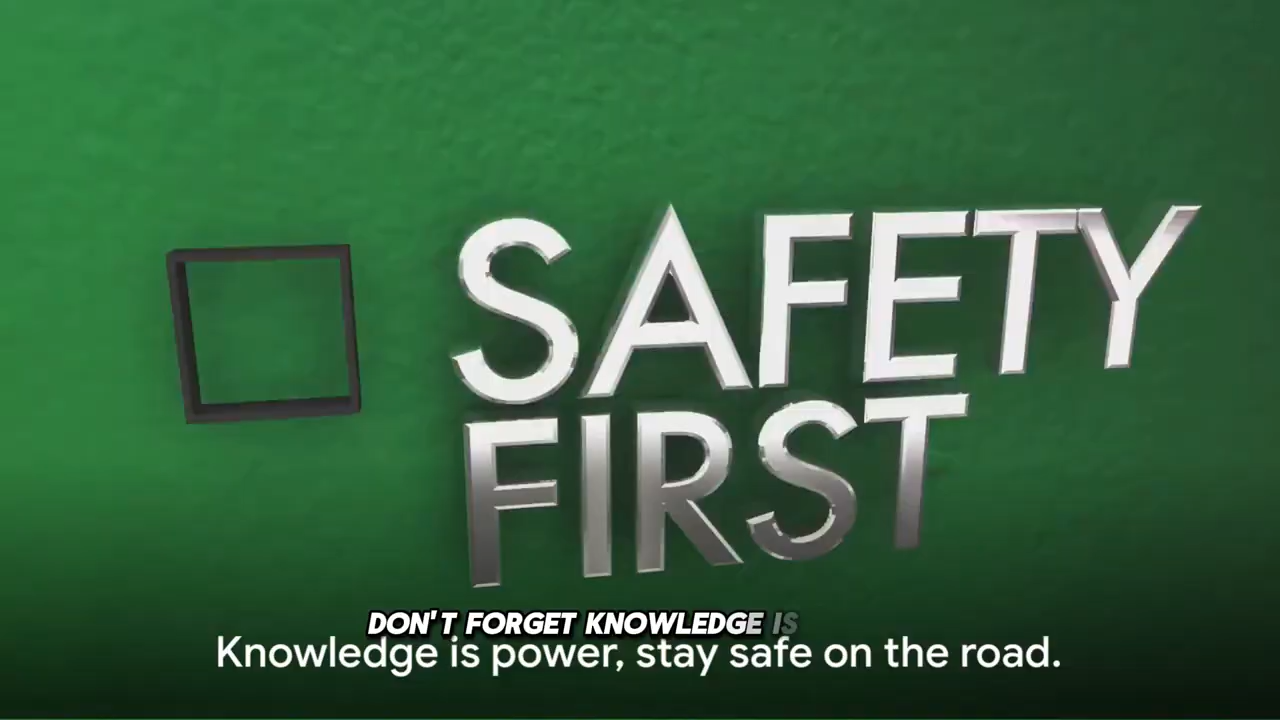 SAFETY
FIRST
DON'T FORGET KNOWLEDGE IS
Knowledge is power, stay safe on the road.